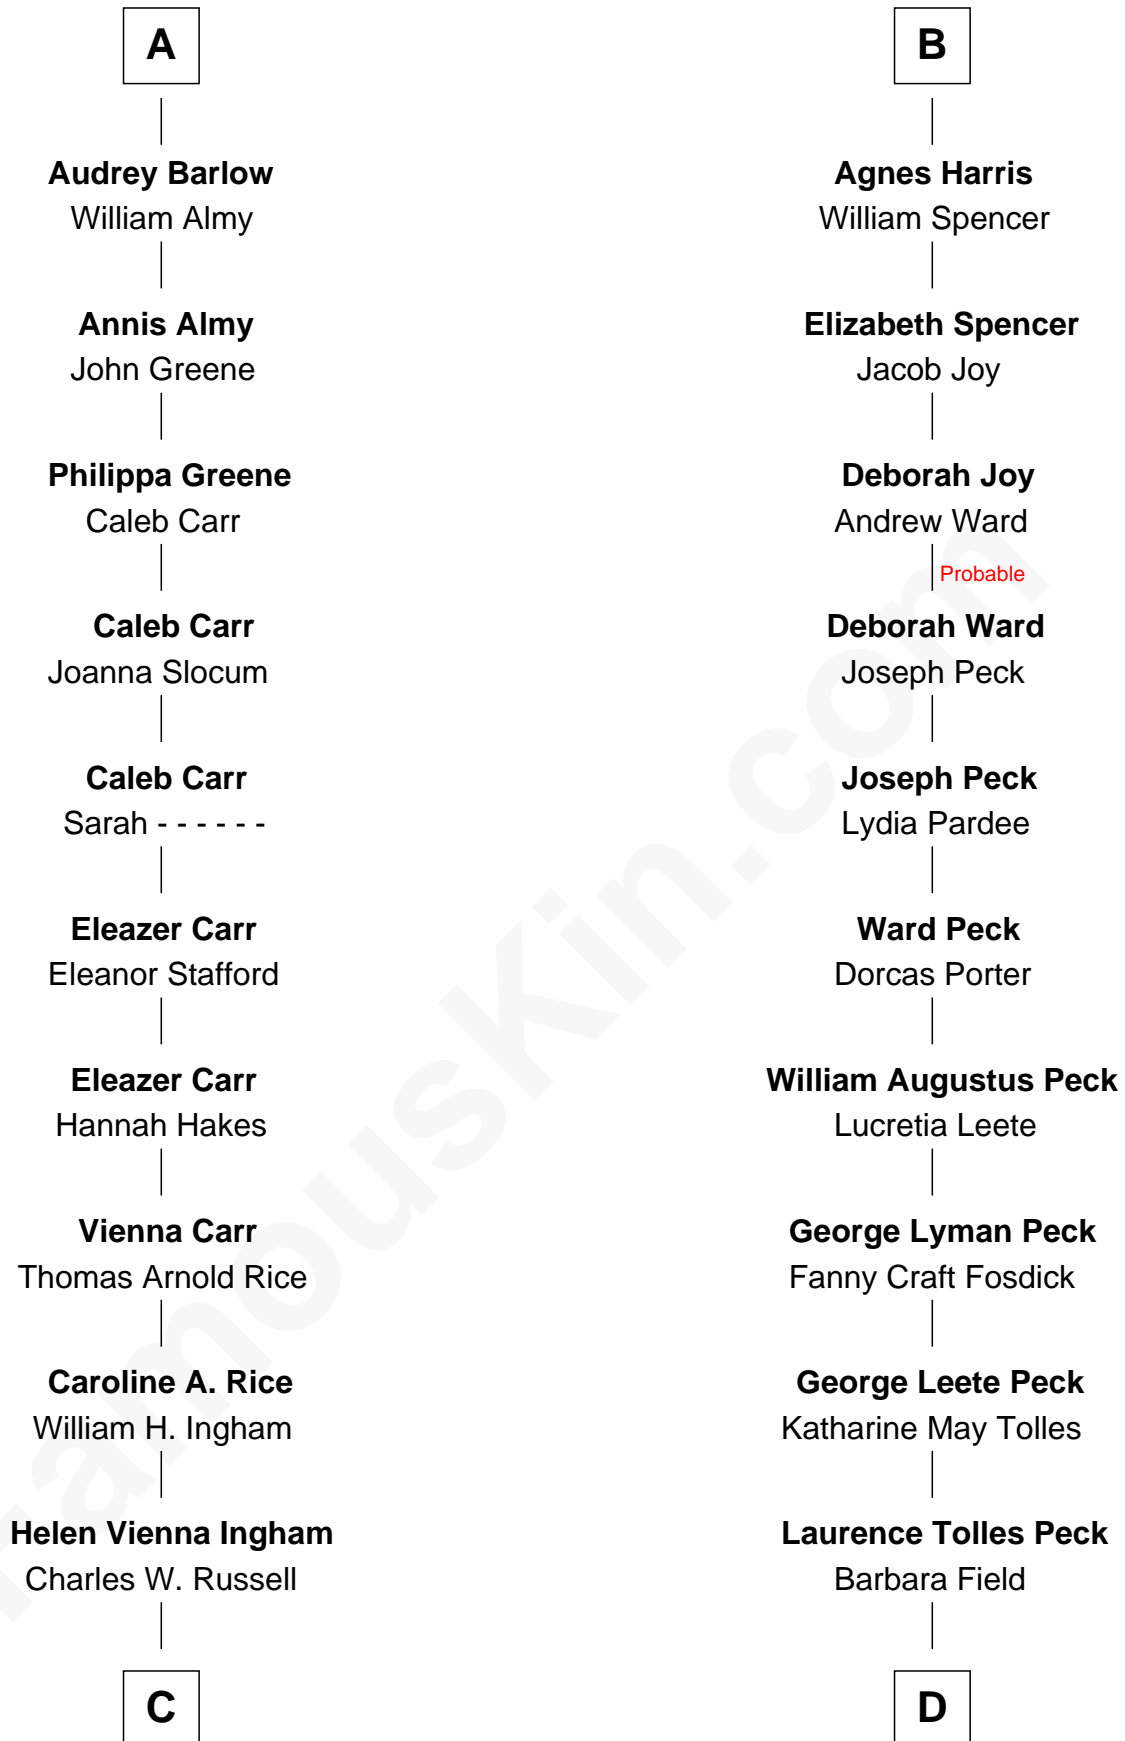 A
Audrey Barlow
William Almy
Annis Almy
John Greene
Philippa Greene
Caleb Carr
Caleb Carr
Joanna Slocum
Caleb Carr
Sarah - - - - - -
Eleazer Carr
Eleanor Stafford
Eleazer Carr
Hannah Hakes
Vienna Carr
Thomas Arnold Rice
Caroline A. Rice
William H. Ingham
Helen Vienna Ingham
Charles W. Russell
C
B
Agnes Harris
William Spencer
Elizabeth Spencer
Jacob Joy
Deborah Joy
Andrew Ward
Probable
Deborah Ward
Joseph Peck
Joseph Peck
Lydia Pardee
Ward Peck
Dorcas Porter
William Augustus Peck
Lucretia Leete
George Lyman Peck
Fanny Craft Fosdick
George Leete Peck
Katharine May Tolles
Laurence Tolles Peck
Barbara Field
D
FamousKin.com